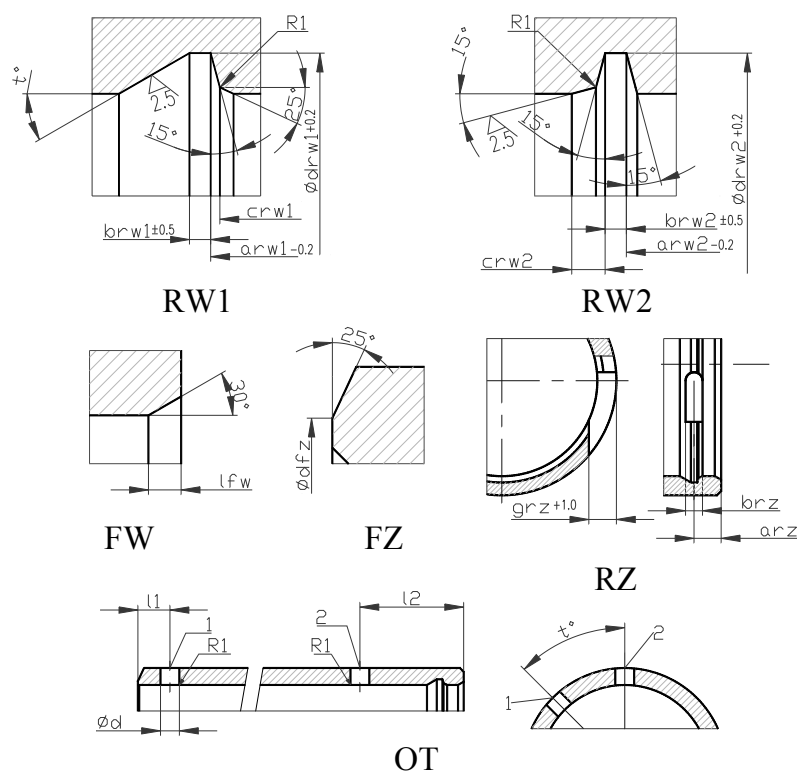 R1
t°
2.5
15°
25°
Ødrw1+0.2
crw1
brw1±0.5
arw1-0.2
RW1
15°
R1
2.5
15°
15°
Ødrw2+0.2
brw2±0.5
arw2-0.2
crw2
RW2
30°
lfw
FW
25°
Ødfz
FZ
grz+1.0
brz
arz
RZ
l1
1
R1
2
R1
l2
Ød
t°
2
1
OT